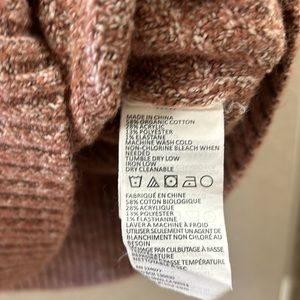 MADE IN CHINA
58% ORGANIC COTTON
28% ACRYLIC
13% POLYESTER
1% ELASTANE
MACHINE WASH COLD
NON-CHLORINE BLEACH WHEN
NEEDED
TUMBLE DRY LOW
IRON LOW
DRY CLEANABLE
FABRIQUÉ EN CHINE
58% COTON BIOLOGIQUE
28% ACRYLIQUE
13% POLYESTER
1% ÉLASTHANNE
LAVER A MACHINE À FROID
UTILISER SEULEMENT UN AGENT DE
BLANCHIMENT NON CHLORÉ AU
BESOIN
SÉCHAGE PAR CULBUTAGE À BASSE
TEMPÉRATURE
REPASSAGE BASSE TEMPÉRATURE
À SEC